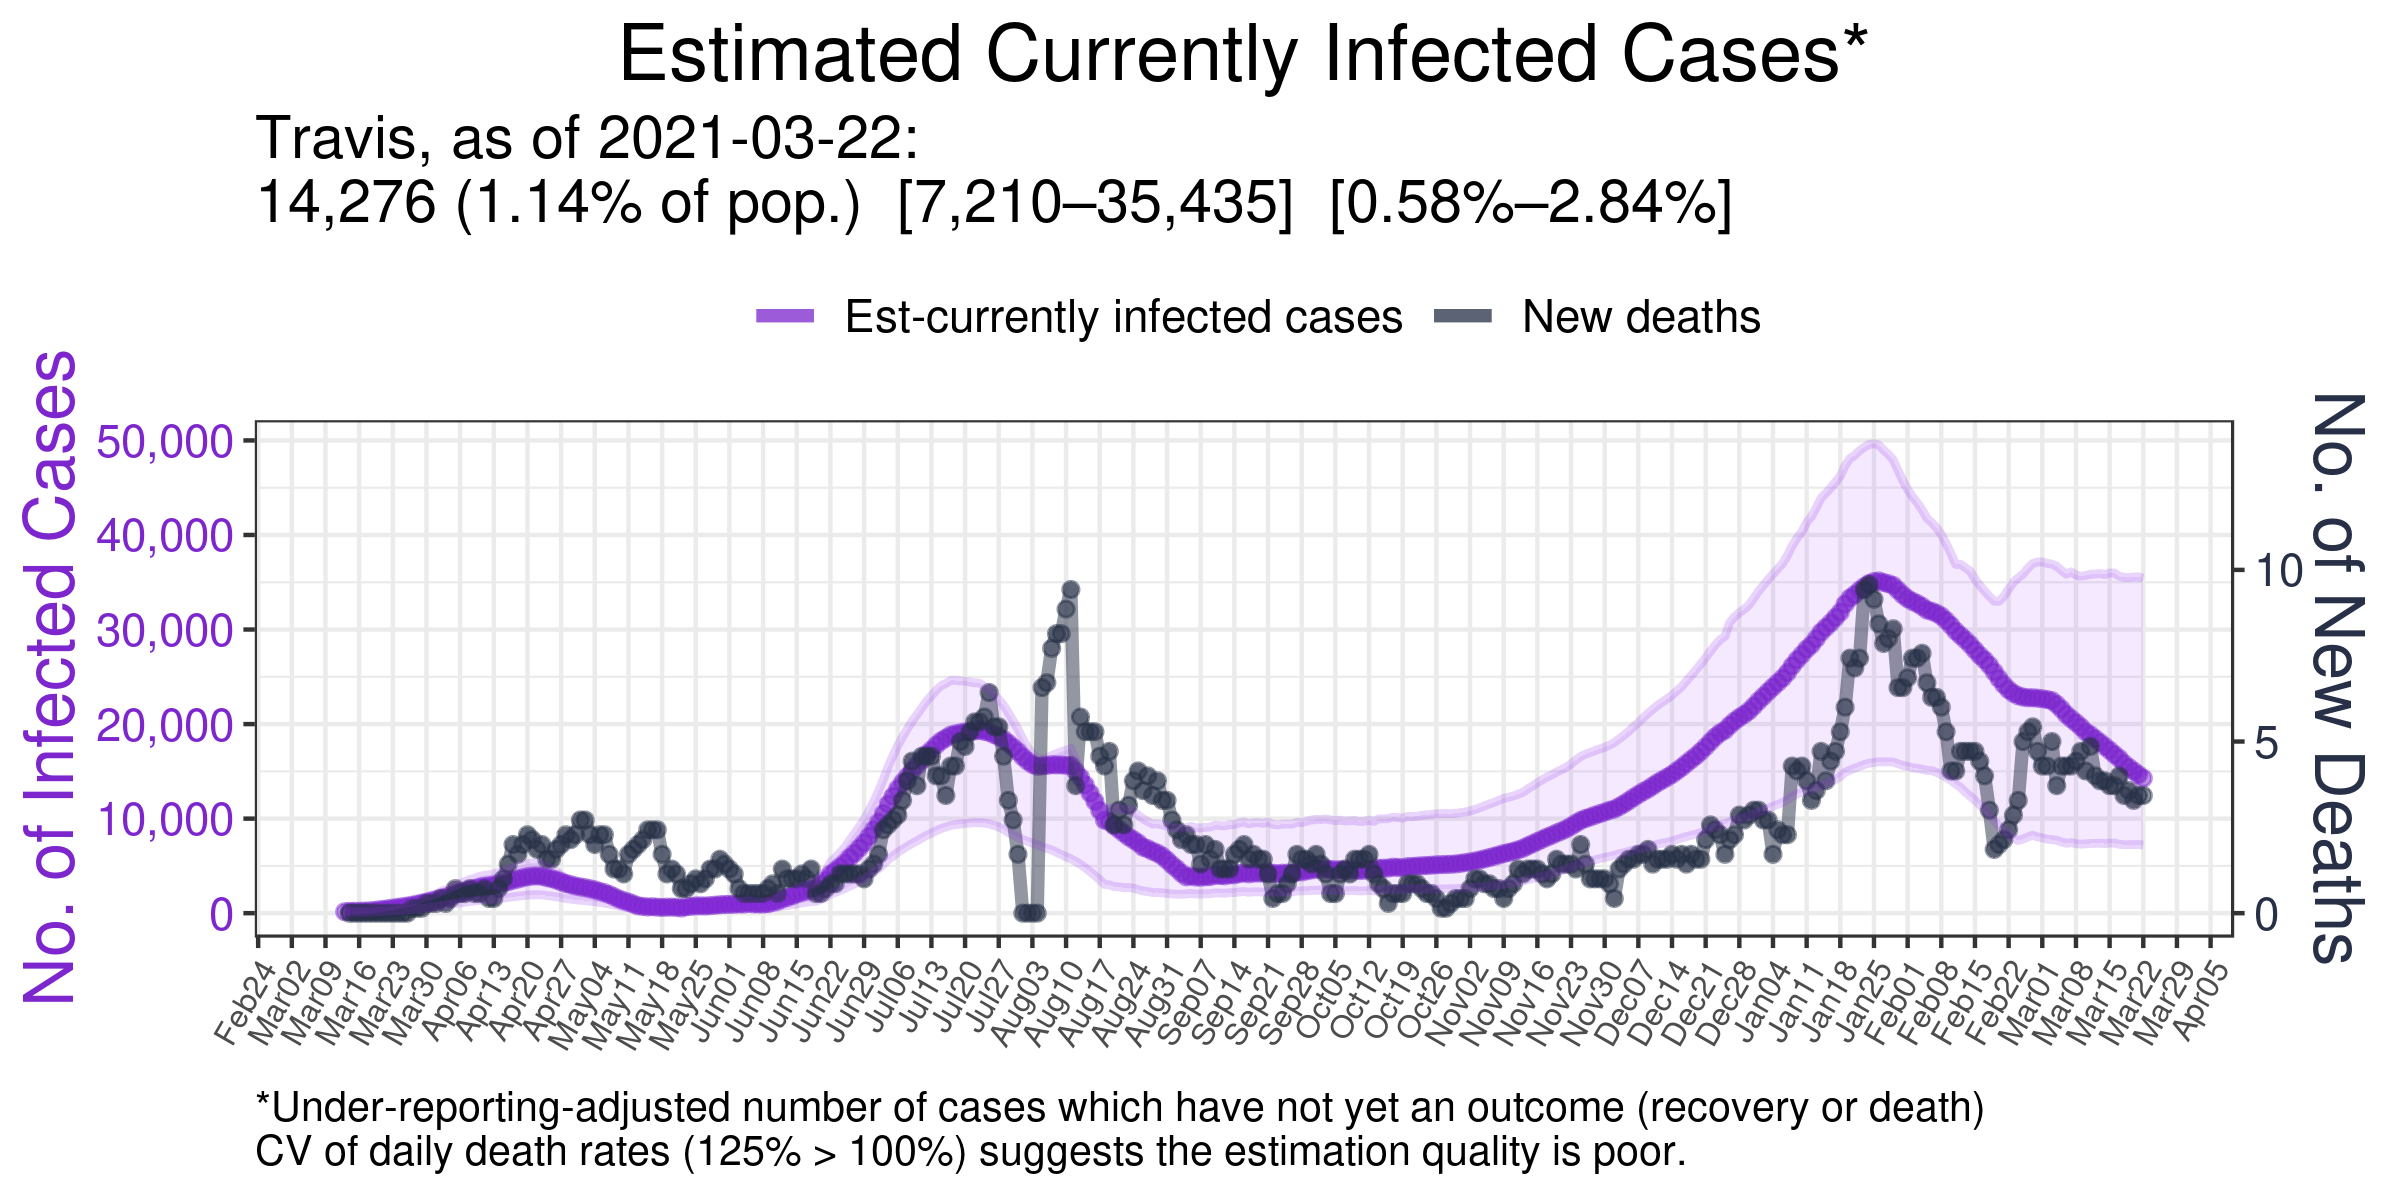 Estimated Currently Infected Cases*
Travis, as of 2021-03-22:
14,276 (1.14% of pop.) [7,210–35,435] [0.58%–2.84%]
Est-currently infected cases New deaths
No. of Infected Cases
50,000
40,000
30,000
20,000
10,000
0
10
5
0
No. of New Deaths
Feb24 Mar02 Mar09 Mar16 Mar23 Mar30 Apr06 Apr13 Apr20 Apr27 May04 May11 May18 May25 Jun01 Jun08 Jun15 Jun22 Jun29 Jul06 Jul13 Jul20 Jul27 Aug03 Aug10 Aug17 Aug24 Aug31 Sep07 Sep14 Sep21 Sep28 Oct05 Oct12 Oct19 Oct26 Nov02 Nov09 Nov16 Nov23 Nov30 Dec07 Dec14 Dec21 Dec28 Jan04 Jan11 Jan18 Jan25 Feb01 Feb08 Feb15 Feb22 Mar01 Mar08 Mar15 Mar22 Mar29 Apr05
*Under-reporting-adjusted number of cases which have not yet an outcome (recovery or death)
CV of daily death rates (125% > 100%) suggests the estimation quality is poor.